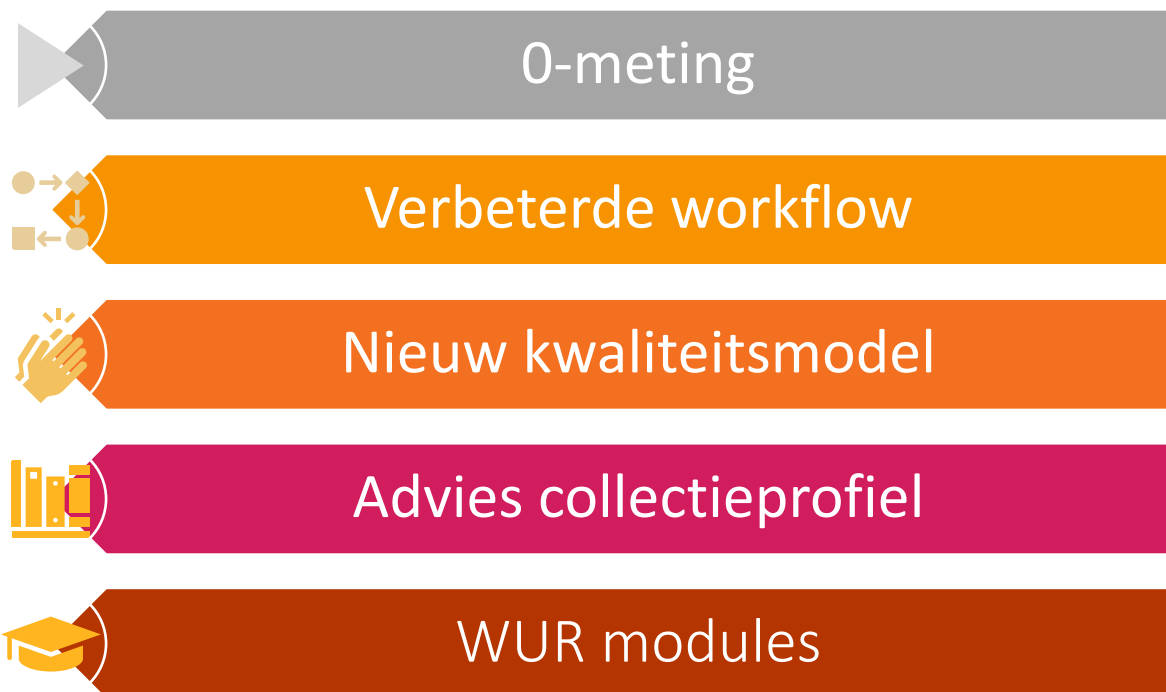 0-meting
Verbeterde workflow
Nieuw kwaliteitsmodel
Advies collectieprofiel
WUR modules